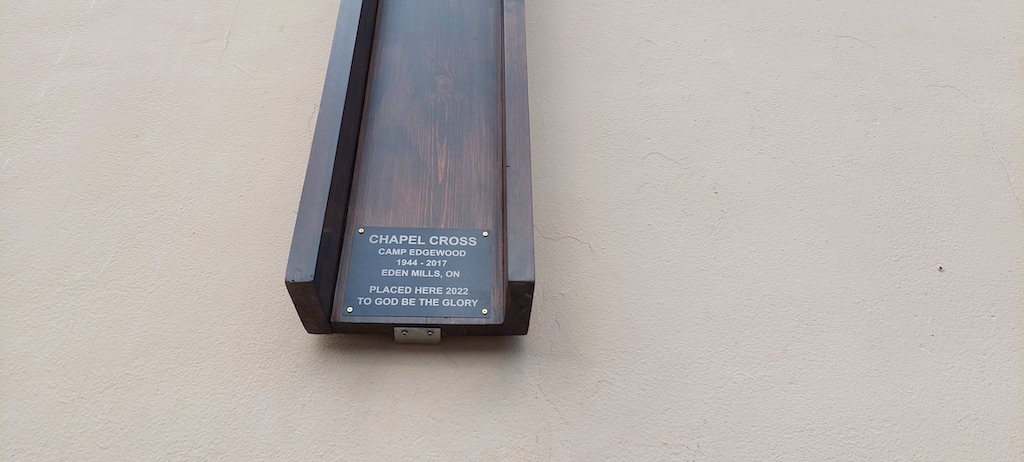 CHAPEL CROSS
CAMP EDGEWOOD
1944 - 2017
EDEN MILLS, ON
PLACED HERE 2022
TO GOD BE THE GLORY